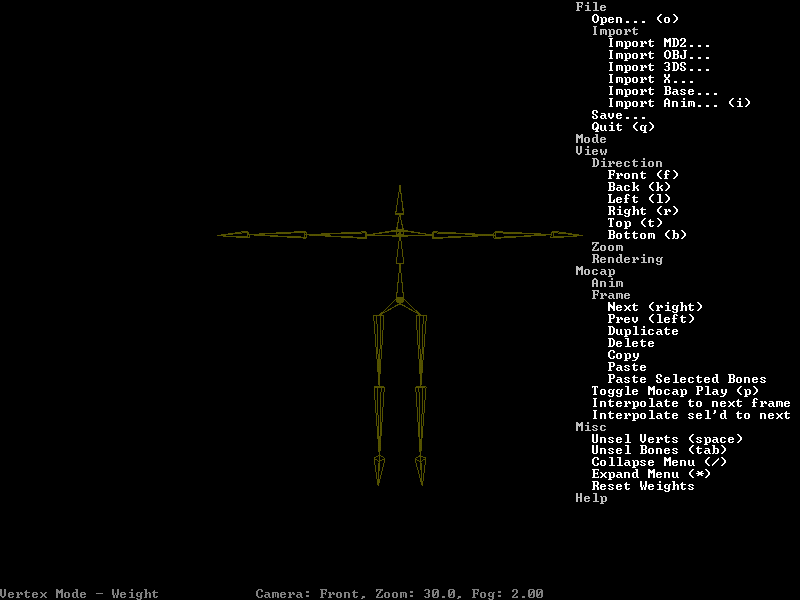 File
Open... (o)
Import
Import MD2...
Import OBJ...
Import 3DS...
Import X...
Import Base...
Import Anim... (i)
Save...
Quit (q)
Mode
View
Direction
Front (f)
Back (k)
Left (l)
Right (r)
Top (t)
Bottom (b)
Zoom
Rendering
Mocap
Anim
Frame
Next (right)
Prev (left)
Duplicate
Delete
Copy
Paste
Paste Selected Bones
Toggle Mocap Play (p)
Interpolate to next frame
Interpolate sel'd to next
Misc
Unsel Verts (space)
Unsel Bones (tab)
Collapse Menu (/)
Expand Menu (*)
Reset Weights
Help
Vertex Mode - Weight
Camera: Front, Zoom: 30.0, Fog: 2.00